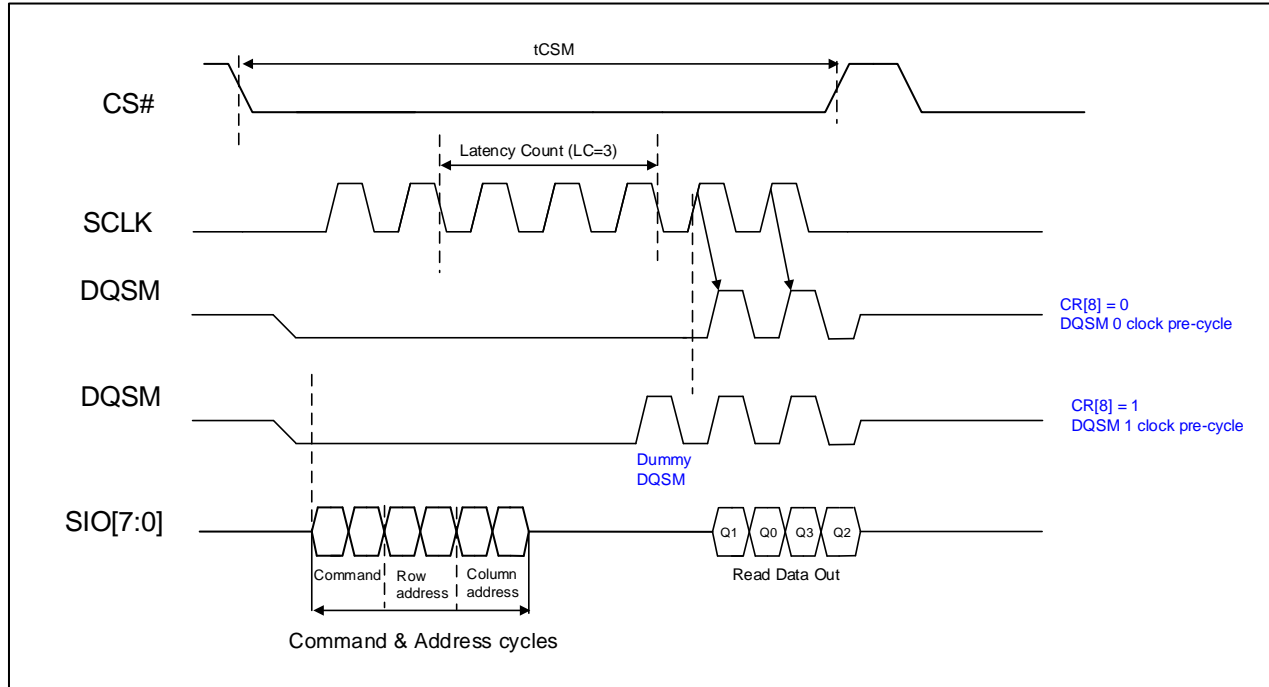 tCSM
CS#
Latency Count (LC=3)
SCLK
DQSM
CR[8] = 0
DQSM 0 clock pre-cycle
DQSM
CR[8] = 1
DQSM 1 clock pre-cycle
Dummy
DQSM
SIO[7:0]
Q1 Q0 Q3 Q2
Command
Row
address
Column
address
Read Data Out
Command & Address cycles